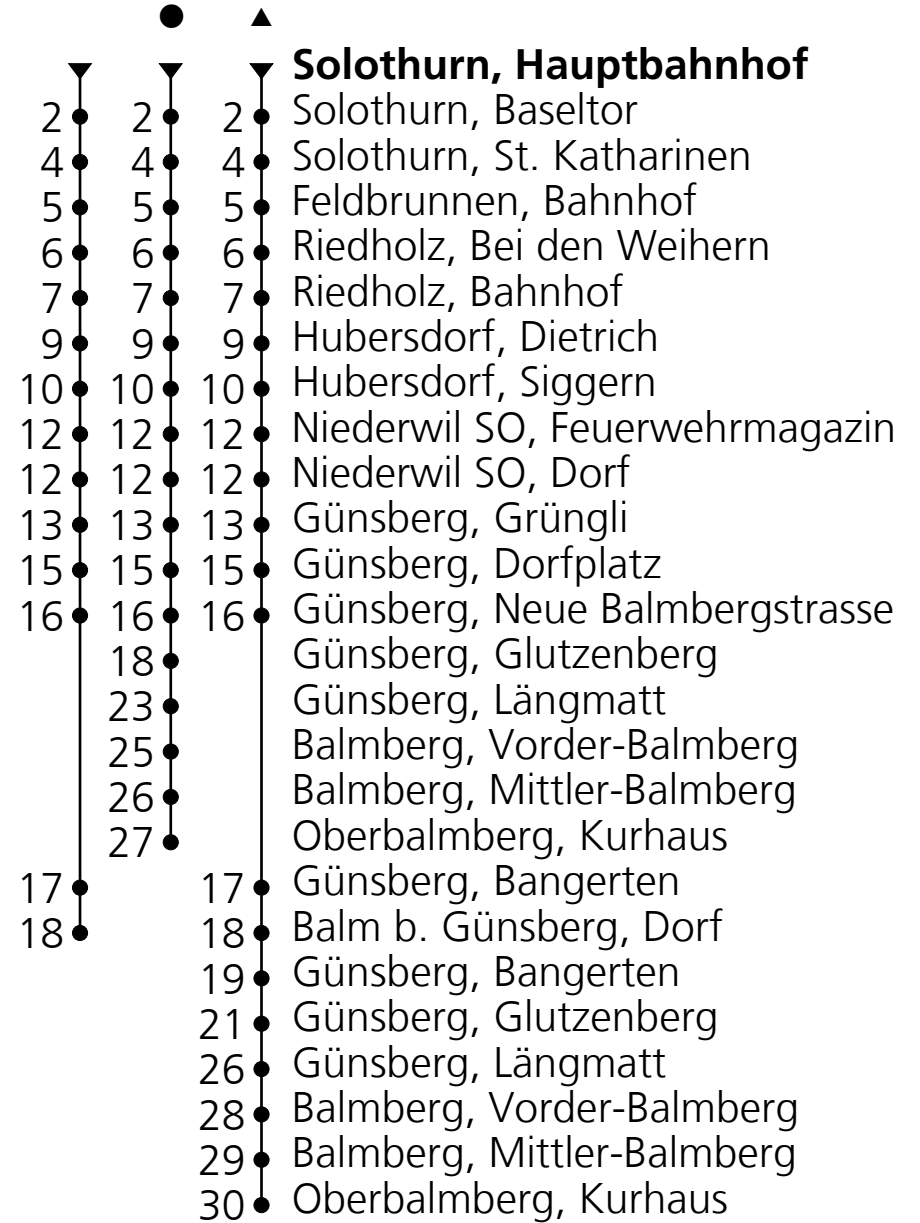 ● ▲
Solothurn, Hauptbahnhof
2 2 2 Solothurn, Baseltor
4 4 4 Solothurn, St. Katharinen
5 5 5 Feldbrunnen, Bahnhof
6 6 6 Riedholz, Bei den Weihern
7 7 7 Riedholz, Bahnhof
9 9 9 Hubersdorf, Dietrich
10 10 10 Hubersdorf, Siggern
12 12 12 Niederwil SO, Feuerwehrmagazin
12 12 12 Niederwil SO, Dorf
13 13 13 Günsberg, Grüngli
15 15 15 Günsberg, Dorfplatz
16 16 16 Günsberg, Neue Balmbergstrasse
18 Günsberg, Glutzenberg
23 Günsberg, Längmatt
25 Balmberg, Vorder-Balmberg
26 Balmberg, Mittler-Balmberg
27 Oberbalmberg, Kurhaus
17 17 Günsberg, Bangerten
18 18 Balm b. Günsberg, Dorf
19 Günsberg, Bangerten
21 Günsberg, Glutzenberg
26 Günsberg, Längmatt
28 Balmberg, Vorder-Balmberg
29 Balmberg, Mittler-Balmberg
30 Oberbalmberg, Kurhaus